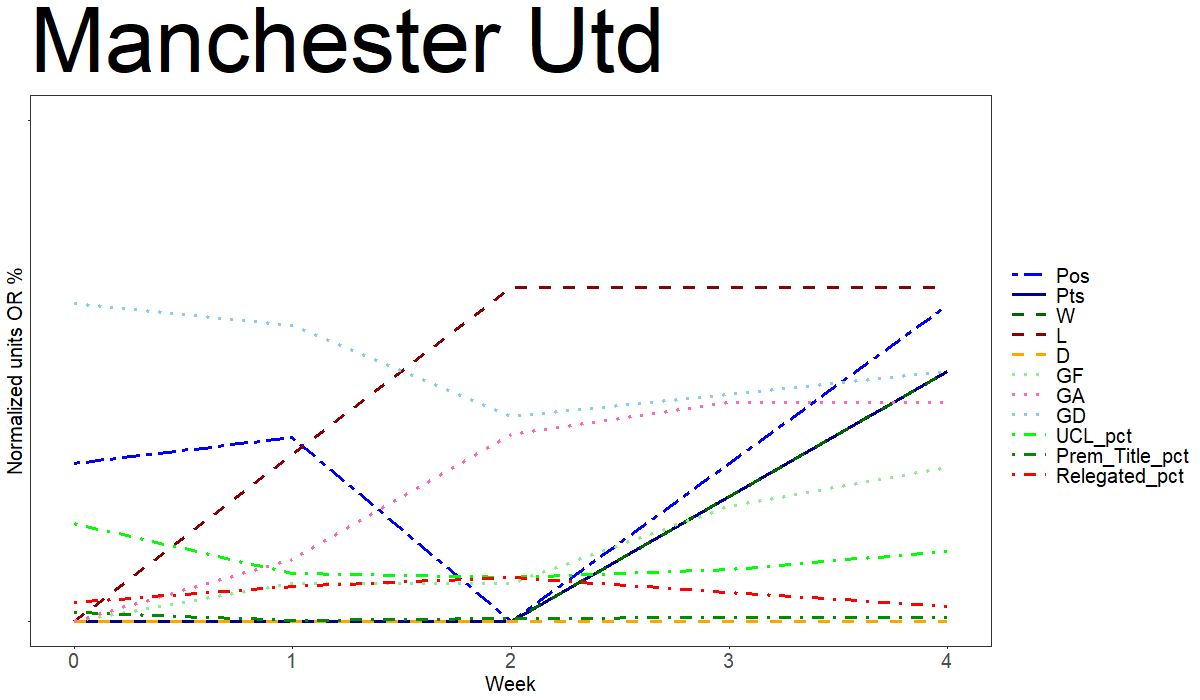 Manchester Utd
Normalized units OR %
0 1 2 3 4
Week
Pos
Pts
W
L
D
GF
GA
GD
UCL_pct
Prem_Title_pct
Relegated_pct